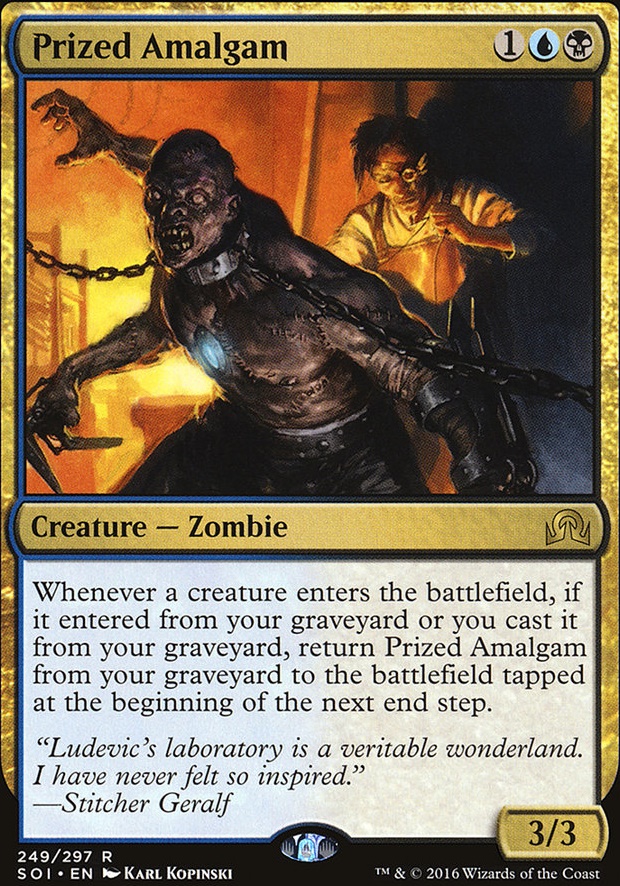 Prized Amalgam 1
Creature — Zombie
Whenever a creature enters the battlefield, if
it entered from your graveyard or you cast it
from your graveyard, return Prized Amalgam
from your graveyard to the battlefield tapped
at the beginning of the next end step.
“Ludevic’s laboratory is a veritable wonderland.
I have never felt so inspired.”
—Stitcher Geralf
3/3
249/297 R
SOI • EN Karl Kopinski
™ & © 2016 Wizards of the Coast